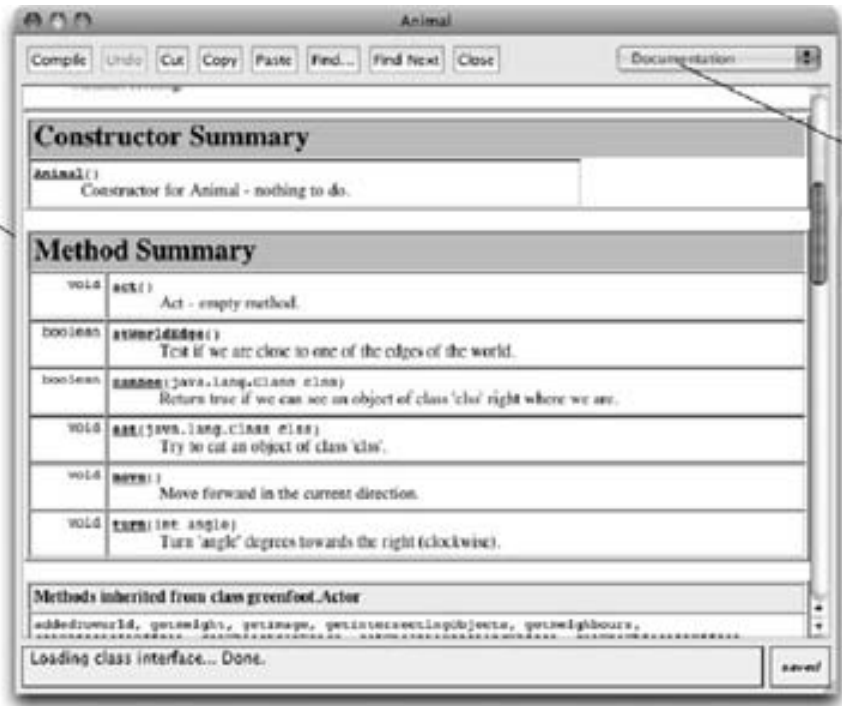 Animal
Compile Undo Cut Copy Paste Find... Find Next Close Documentation
Constructor Summary
Animal()
Constructor for Animal - nothing to do.
Method Summary
void act()
Act - empty method.
boolean atWorldEdge()
Test if we are close to one of the edges of the world.
boolean canSee(java.lang.Class clss)
Return true if we can see an object of class 'clss' right where we are.
void eat(java.lang.Class clss)
Try to eat an object of class 'clss'.
void move()
Move forward in the current direction.
void turn(int angle)
Turn 'angle' degrees towards the right (clockwise).
Methods inherited from class greenfoot.Actor
addedToWorld, getHeight, getImage, getIntersectingObjects, getNeighbours,
Loading class interface... Done.
saved